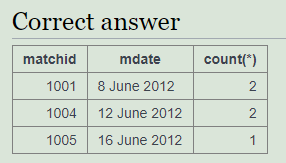 Correct answer
matchid mdate count(*)
1001 8 June 2012 2
1004 12 June 2012 2
1005 16 June 2012 1